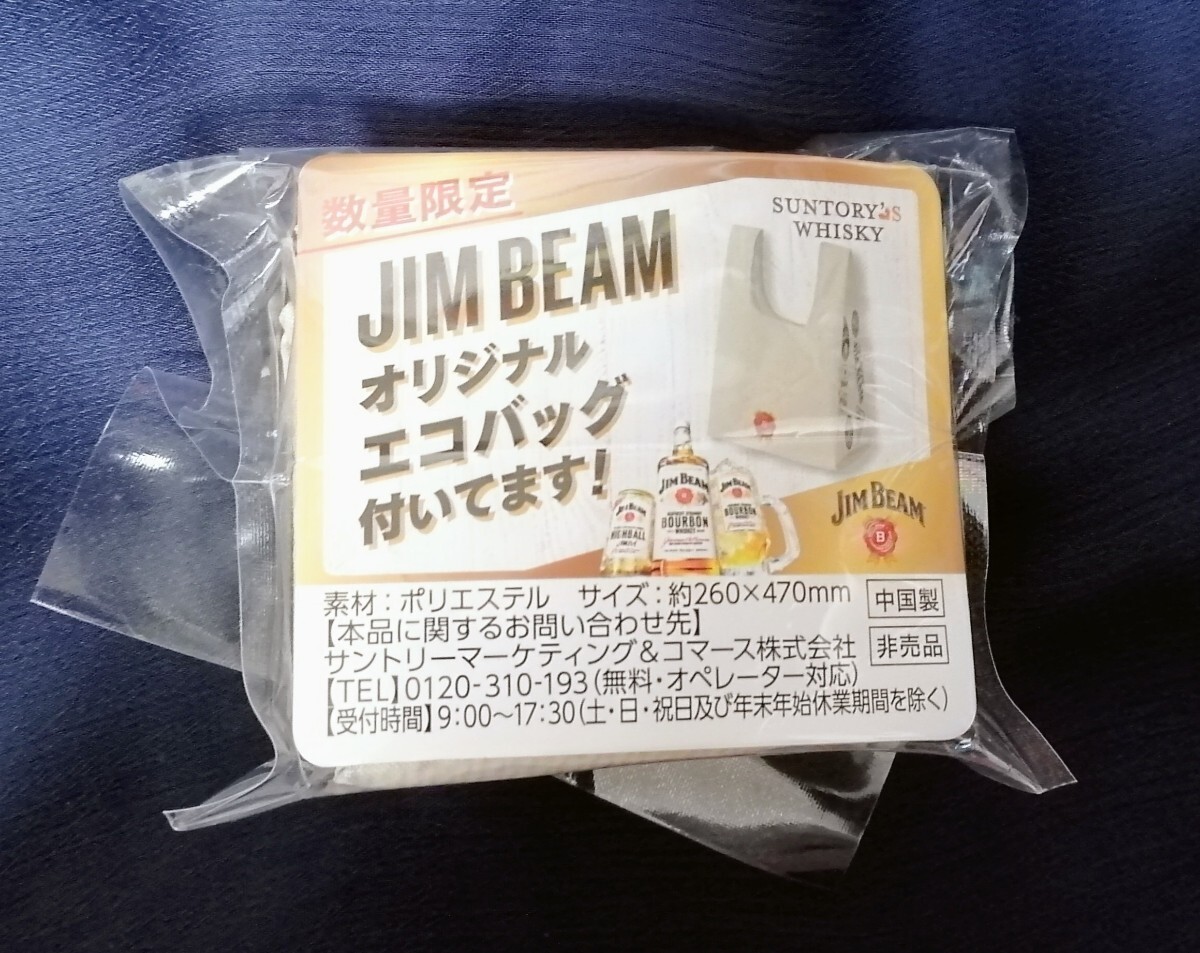 数量限定
SUNTORY'S
WHISKY
JIM BEAM
オリジナル
エコバッグ
付いてます!
JIM BEAM
HIGHBALL
JIM BEAM
BOURBON
JIM BEAM
BOURBON
JIM BEAM
B
素材:ポリエステル サイズ:約260×470mm 中国製
【本品に関するお問い合わせ先】
サントリーマーケティング&コマース株式会社 非売品
【TEL】0120-310-193(無料・オペレーター対応)
【受付時間】9:00〜17:30(土・日・祝日及び年末年始休業期間を除く)